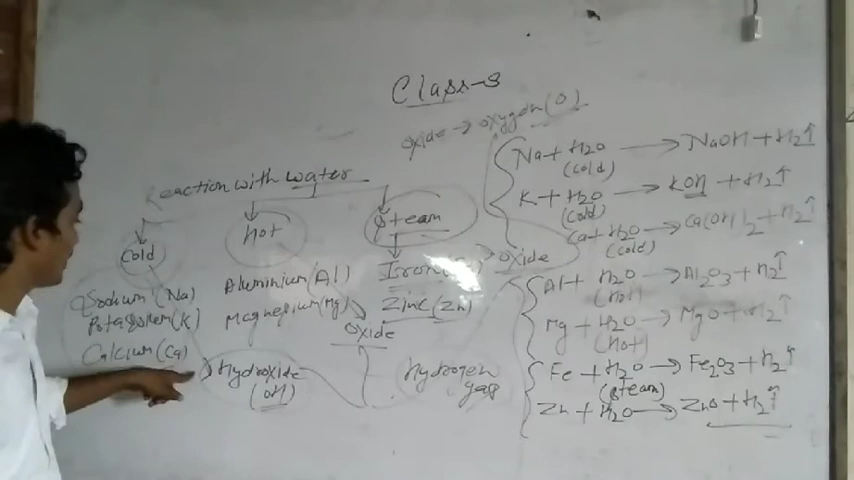 Class-8
Oxide → oxygen(O)
Reaction with water
Cold
Hot
Steam
Sodium (Na)
Potassium(K)
Calcium(Ca)
Aluminium(Al)
Magnesium(Mg)
Zinc(Zn)
→ oxide
Oxide
Hydroxide
(OH)
Hydrogen
gas
Na + H2O → NaOH + H2↑
(cold)
K + H2O → KOH + H2↑
(cold)
Ca + H2O → Ca(OH)2 + H2↑
(cold)
Al + H2O → Al2O3 + H2↑
(Hot)
Mg + H2O → MgO + H2↑
(Hot)
Fe + H2O → Fe2O3 + H2↑
(steam)
Zn + H2O → ZnO + H2↑